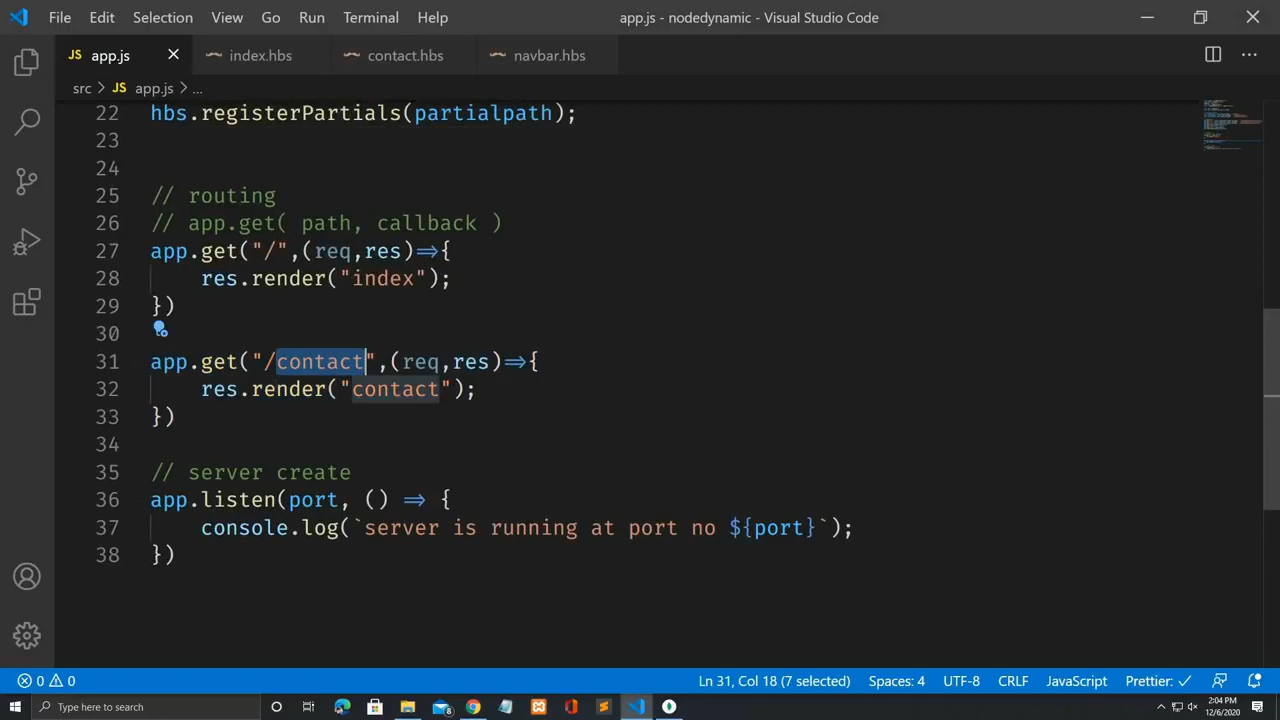 File Edit Selection View Go Run Terminal Help app.js - nodedynamic - Visual Studio Code
JS app.js index.hbs contact.hbs navbar.hbs
src > JS app.js > ...
22 hbs.registerPartials(partialpath);
23
24
25 // routing
26 // app.get( path, callback )
27 app.get("/",(req,res)=>{
28 res.render("index");
29 })
30
31 app.get("/contact",(req,res)=>{
32 res.render("contact");
33 })
34
35 // server create
36 app.listen(port, () => {
37 console.log(`server is running at port no ${port}`);
38 })
0 0 Ln 31, Col 18 (7 selected) Spaces: 4 UTF-8 CRLF JavaScript Prettier: ✓
Type here to search 2:04 PM
12/6/2020